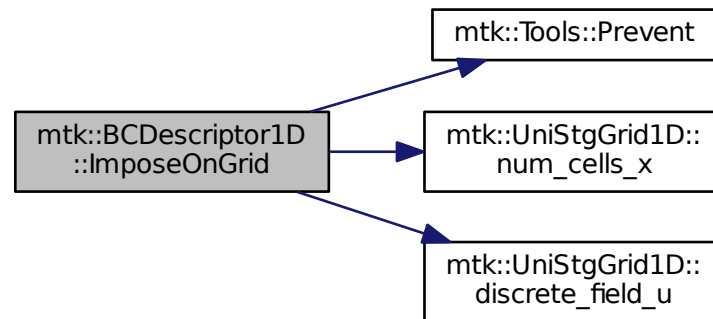 mtk::Tools::Prevent
mtk::BCDescriptor1D
::ImposeOnGrid
mtk::UniStgGrid1D::
num_cells_x
mtk::UniStgGrid1D::
discrete_field_u